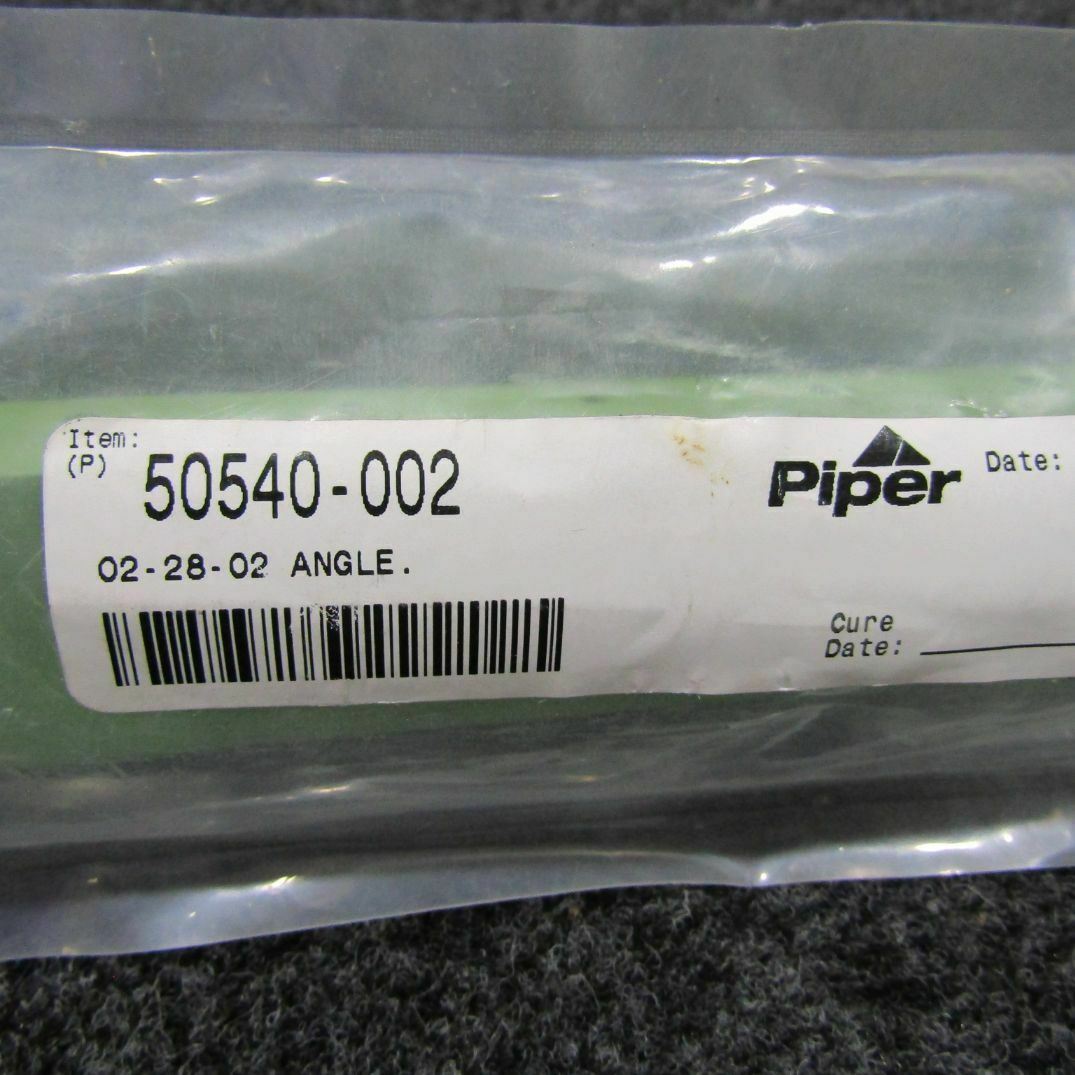 Item:
(P) 50540-002
Piper
Date:
02-28-02 ANGLE.
Cure
Date: